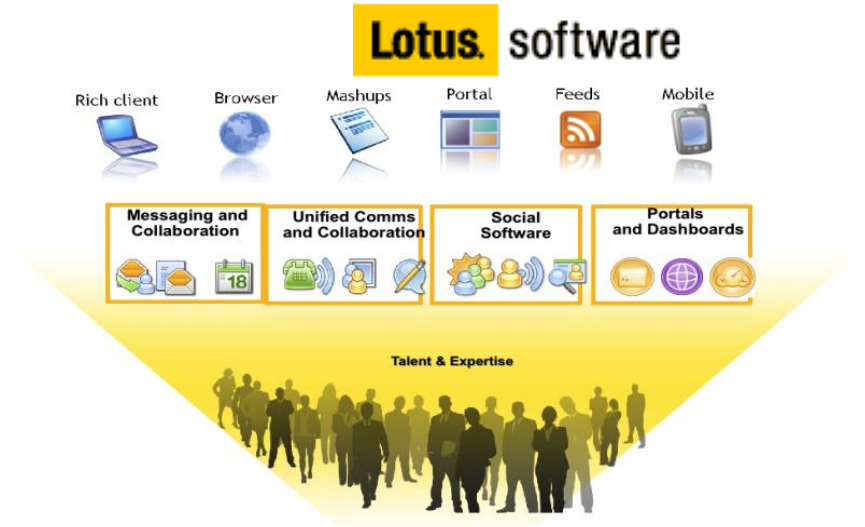 Lotus. software
Rich client
Browser
Mashups
Portal
Feeds
Mobile
Messaging and
Collaboration
18
Unified Comms
and Collaboration
Social
Software
Portals
and Dashboards
Talent & Expertise